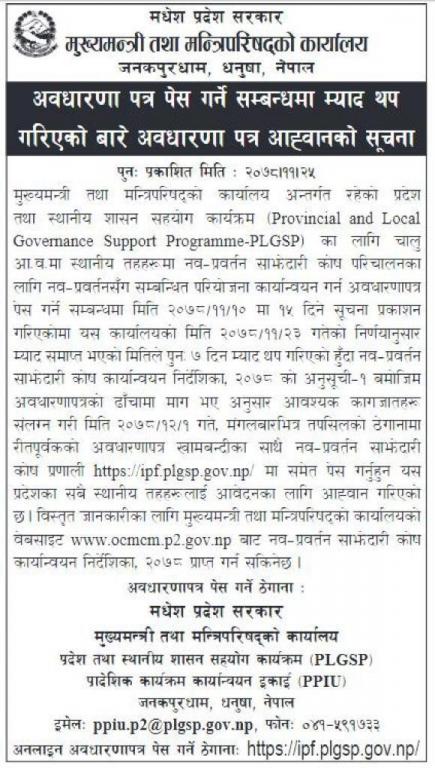 मधेश प्रदेश सरकार
मुख्यमन्त्री तथा मन्त्रिपरिषद्को कार्यालय
जनकपुरधाम, धनुषा, नेपाल
अवधारणा पत्र पेस गर्ने सम्बन्धमा म्याद थप
गरिएको बारे अवधारणा पत्र आह्वानको सूचना
पुनः प्रकाशित मिति : २०७८/११/२५
मुख्यमन्त्री तथा मन्त्रिपरिषद्को कार्यालय अन्तर्गत रहेको प्रदेश
तथा स्थानीय शासन सहयोग कार्यक्रम (Provincial and Local
Governance Support Programme-PLGSP) का लागि चालु
आ.व.मा स्थानीय तहहरूमा नव-प्रवर्तन साझेदारी कोष परिचालनका
लागि नव-प्रवर्तनसँग सम्बन्धित परियोजना कार्यान्वयन गर्न अवधारणापत्र
पेस गर्ने सम्बन्धमा मिति २०७८/११/१० मा १५ दिने सूचना प्रकाशन
गरिएकोमा यस कार्यालयको मिति २०७८/११/२३ गतेको निर्णयानुसार
म्याद समाप्त भएको मितिले पुनः ७ दिन म्याद थप गरिएको हुँदा नव-प्रवर्तन
साझेदारी कोष कार्यान्वयन निर्देशिका, २०७८ को अनुसूची-१ बमोजिम
अवधारणापत्रको ढाँचामा माग भए अनुसार आवश्यक कागजातहरू
संलग्न गरी मिति २०७८/१२/१ गते, मंगलबारभित्र तपसिलको ठेगानामा
रीतपूर्वकको अवधारणापत्र खामबन्दीका साथै नव-प्रवर्तन साझेदारी
कोष प्रणाली https://ipf.plgsp.gov.np/ मा समेत पेस गर्नुहुन यस
प्रदेशका सबै स्थानीय तहहरूलाई आवेदनका लागि आह्वान गरिएको
छ। विस्तृत जानकारीका लागि मुख्यमन्त्री तथा मन्त्रिपरिषद्को कार्यालयको
वेबसाइट www.ocmcm.p2.gov.np बाट नव-प्रवर्तन साझेदारी कोष
कार्यान्वयन निर्देशिका, २०७८ प्राप्त गर्न सकिनेछ।
अवधारणापत्र पेस गर्ने ठेगाना :
मधेश प्रदेश सरकार
मुख्यमन्त्री तथा मन्त्रिपरिषद्को कार्यालय
प्रदेश तथा स्थानीय शासन सहयोग कार्यक्रम (PLGSP)
प्रादेशिक कार्यक्रम कार्यान्वयन इकाई (PPIU)
जनकपुरधाम, धनुषा, नेपाल
इमेलः ppiu.p2@plgsp.gov.np, फोनः ०४१-५९१७३३
अनलाइन अवधारणापत्र पेस गर्ने ठेगानाः https://ipf.plgsp.gov.np/